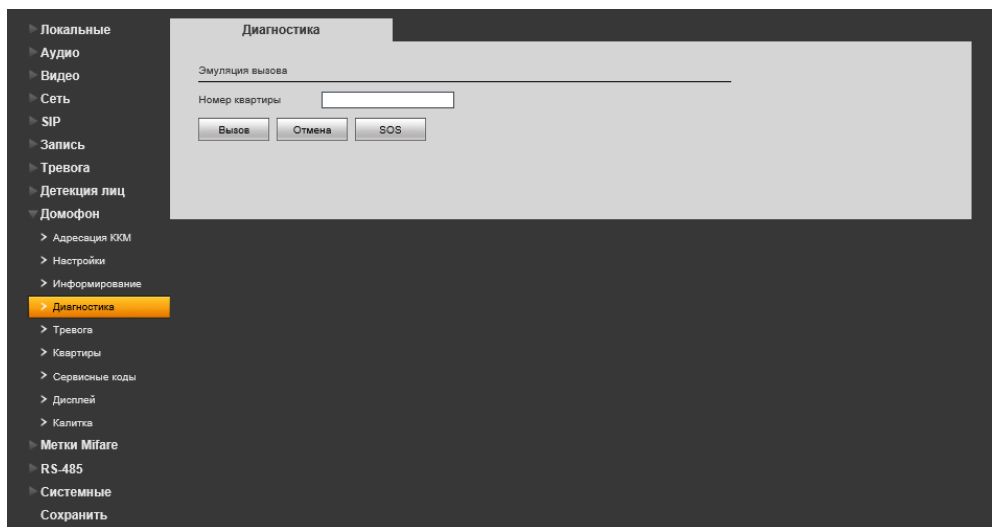 Локальные
Аудио
Видео
Сеть
SIP
Запись
Тревога
Детекция лиц
Домофон
> Адресация ККМ
> Настройки
> Информирование
> Диагностика
> Тревога
> Квартиры
> Сервисные коды
> Дисплей
> Калитка
Метки Mifare
RS-485
Системные
Сохранить
Диагностика
Эмуляция вызова
Номер квартиры
Вызов Отмена SOS